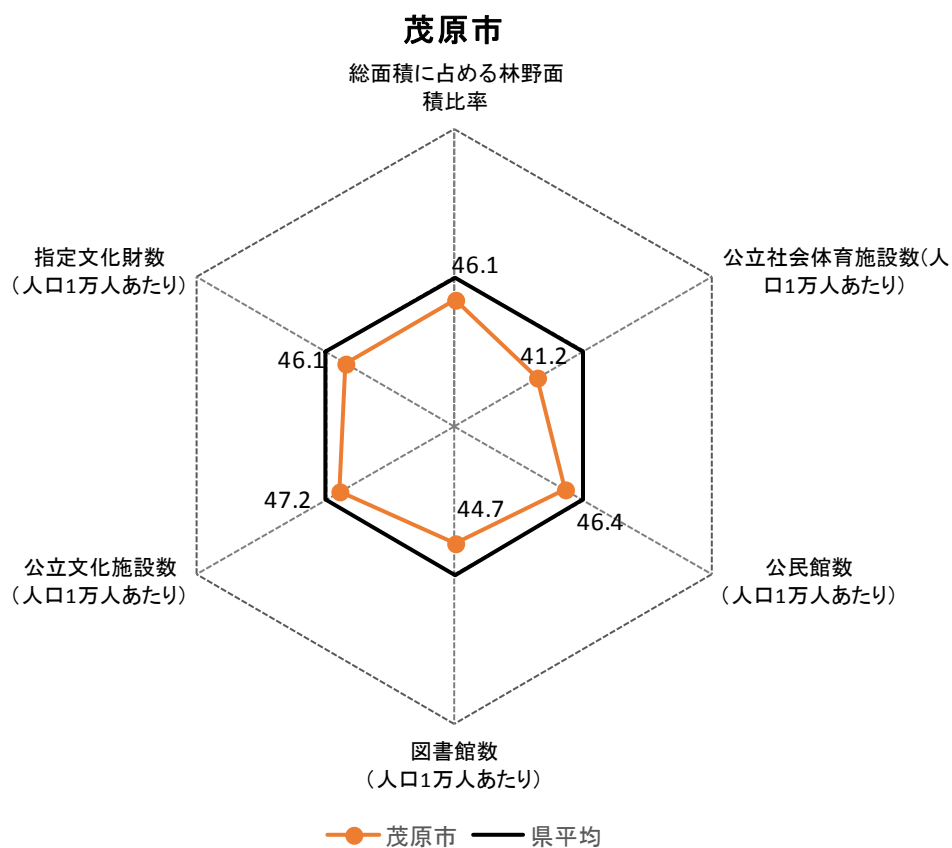 茂原市
総面積に占める林野面
積比率
指定文化財数
（人口1万人あたり）
公立社会体育施設数(人
口1万人あたり）
46.1
46.1
41.2
47.2
44.7
46.4
公立文化施設数
（人口1万人あたり）
公民館数
（人口1万人あたり）
図書館数
（人口1万人あたり）
茂原市
県平均